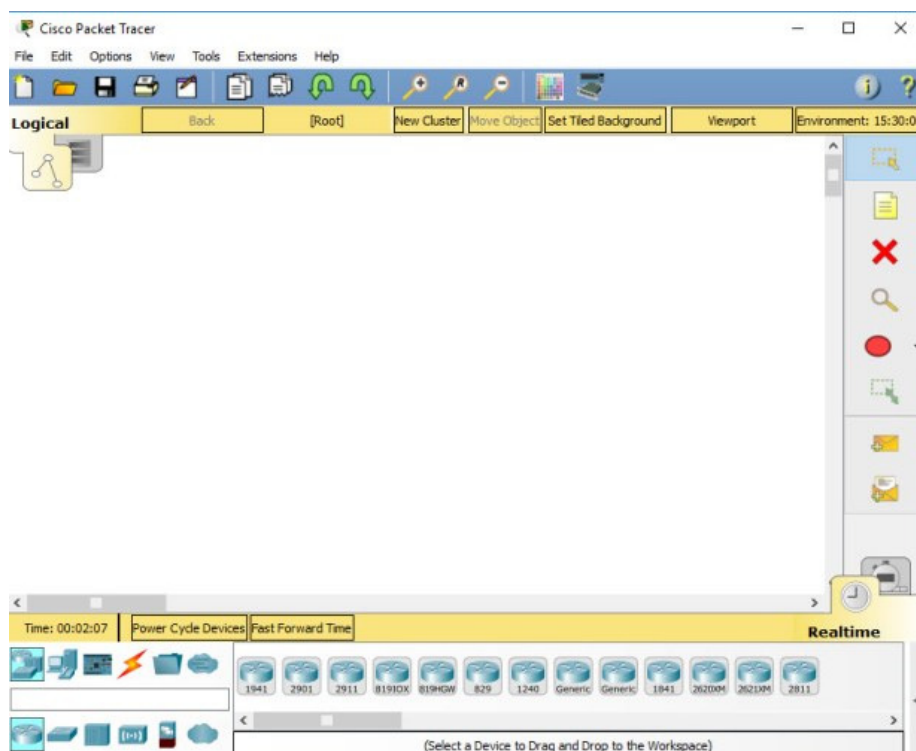 Cisco Packet Tracer
File Edit Options View Tools Extensions Help
Logical Back [Root] New Cluster Move Object Set Tiled Background Viewport Environment: 15:30:0
Time: 00:02:07 Power Cycle Devices Fast Forward Time
Realtime
1941 2901 2911 819IOX 819HGW 829 1240 Generic Generic 1841 2620XM 2621XM 2811
(Select a Device to Drag and Drop to the Workspace)